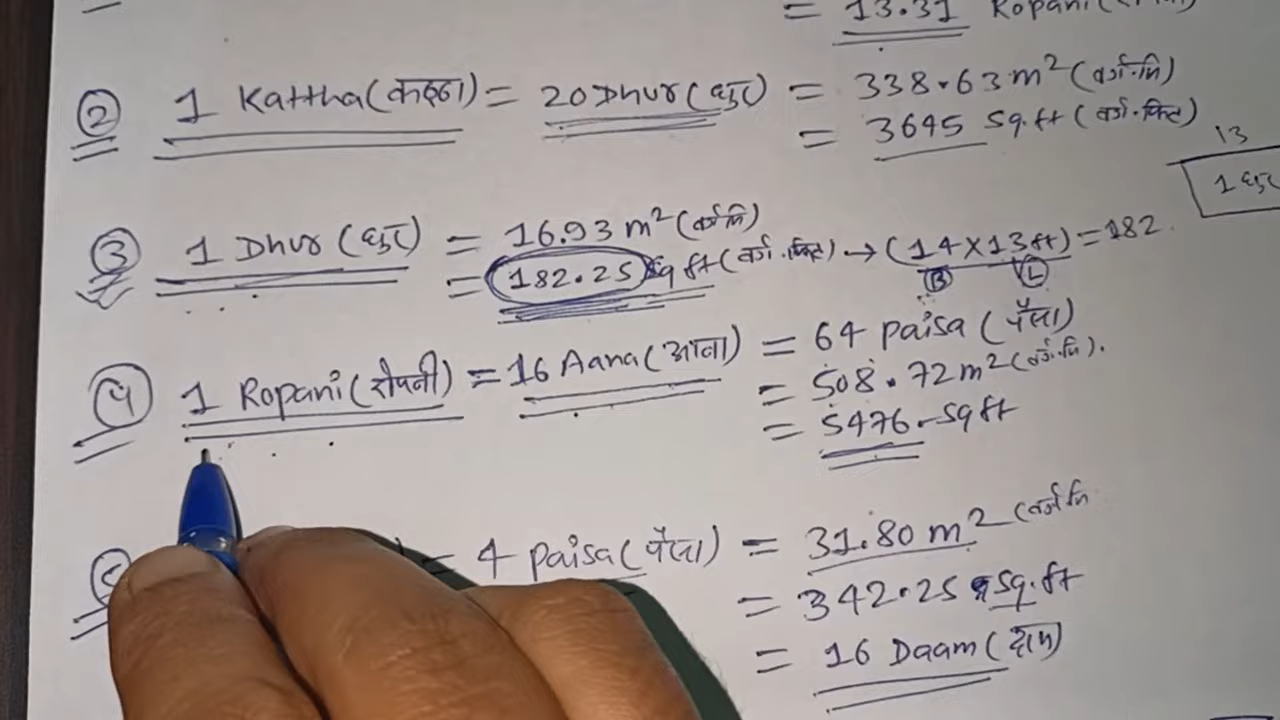 = 13.31 Ropani(
② 1 Kattha(कठ्ठा) = 20 Dhur(धुर) = 338.63 m² (वर्ग.मि)
= 3645 sq.ft (वर्ग.फिट)
13
1 धुर
③ 1 Dhur (धुर) = 16.93 m² (वर्ग मि)
= 182.25 sq ft (वर्ग.फिट) → (14×13ft) = 182
B L
④ 1 Ropani(रोपनी) = 16 Aana(आना) = 64 Paisa (पैसा)
= 508.72 m² (वर्ग.मि).
= 5476 - sq ft
= 4 Paisa(पैसा) = 31.80 m² (वर्ग मि
= 342.25 sq.ft
= 16 Daam (दाम)